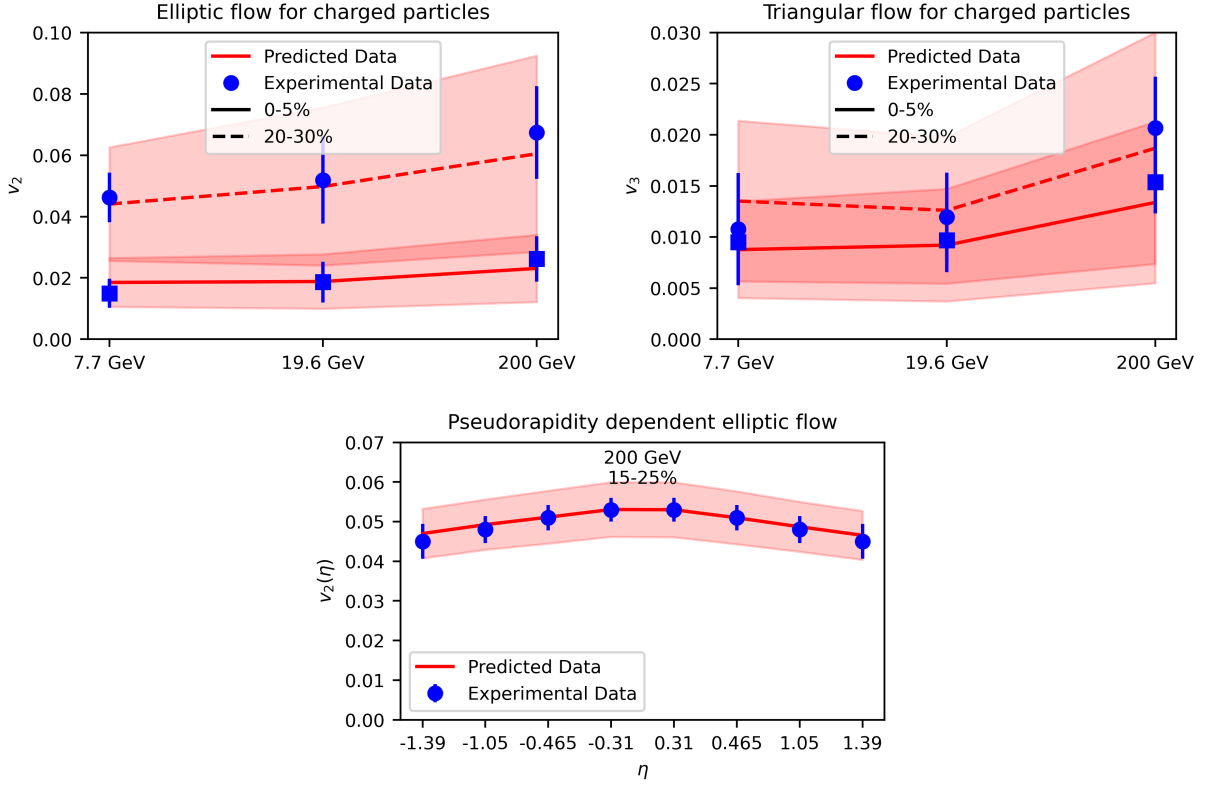 Elliptic flow for charged particles
0.10
0.08
0.06
0.04
0.02
0.00
v2
Predicted Data
Experimental Data
0-5%
20-30%
7.7 GeV
19.6 GeV
200 GeV
Triangular flow for charged particles
0.030
0.025
0.020
0.015
0.010
0.005
0.000
v3
Predicted Data
Experimental Data
0-5%
20-30%
7.7 GeV
19.6 GeV
200 GeV
Pseudorapidity dependent elliptic flow
0.07
0.06
0.05
0.04
0.03
0.02
0.01
0.00
v2(η)
200 GeV
15-25%
Predicted Data
Experimental Data
-1.39
-1.05
-0.465
-0.31
0.31
0.465
1.05
1.39
η